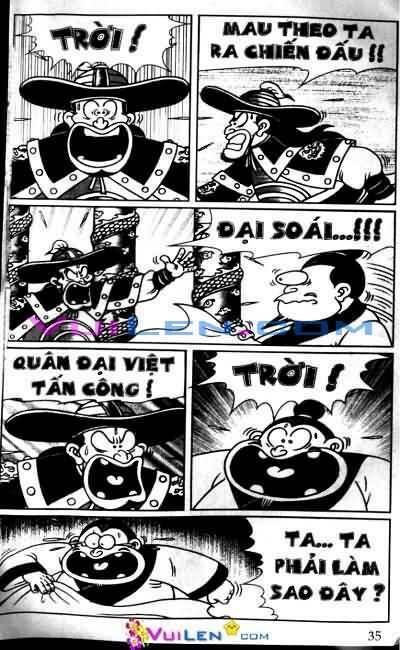 TRỜI!
MAU THEO TA
RA CHIẾN ĐẤU!!
ĐẠI SOÁI...!!!
VUILEN.COM
QUÂN ĐẠI VIỆT
TẤN CÔNG!
TRỜI!
TA... TA
PHẢI LÀM
SAO ĐÂY?
35
VUILEN.COM